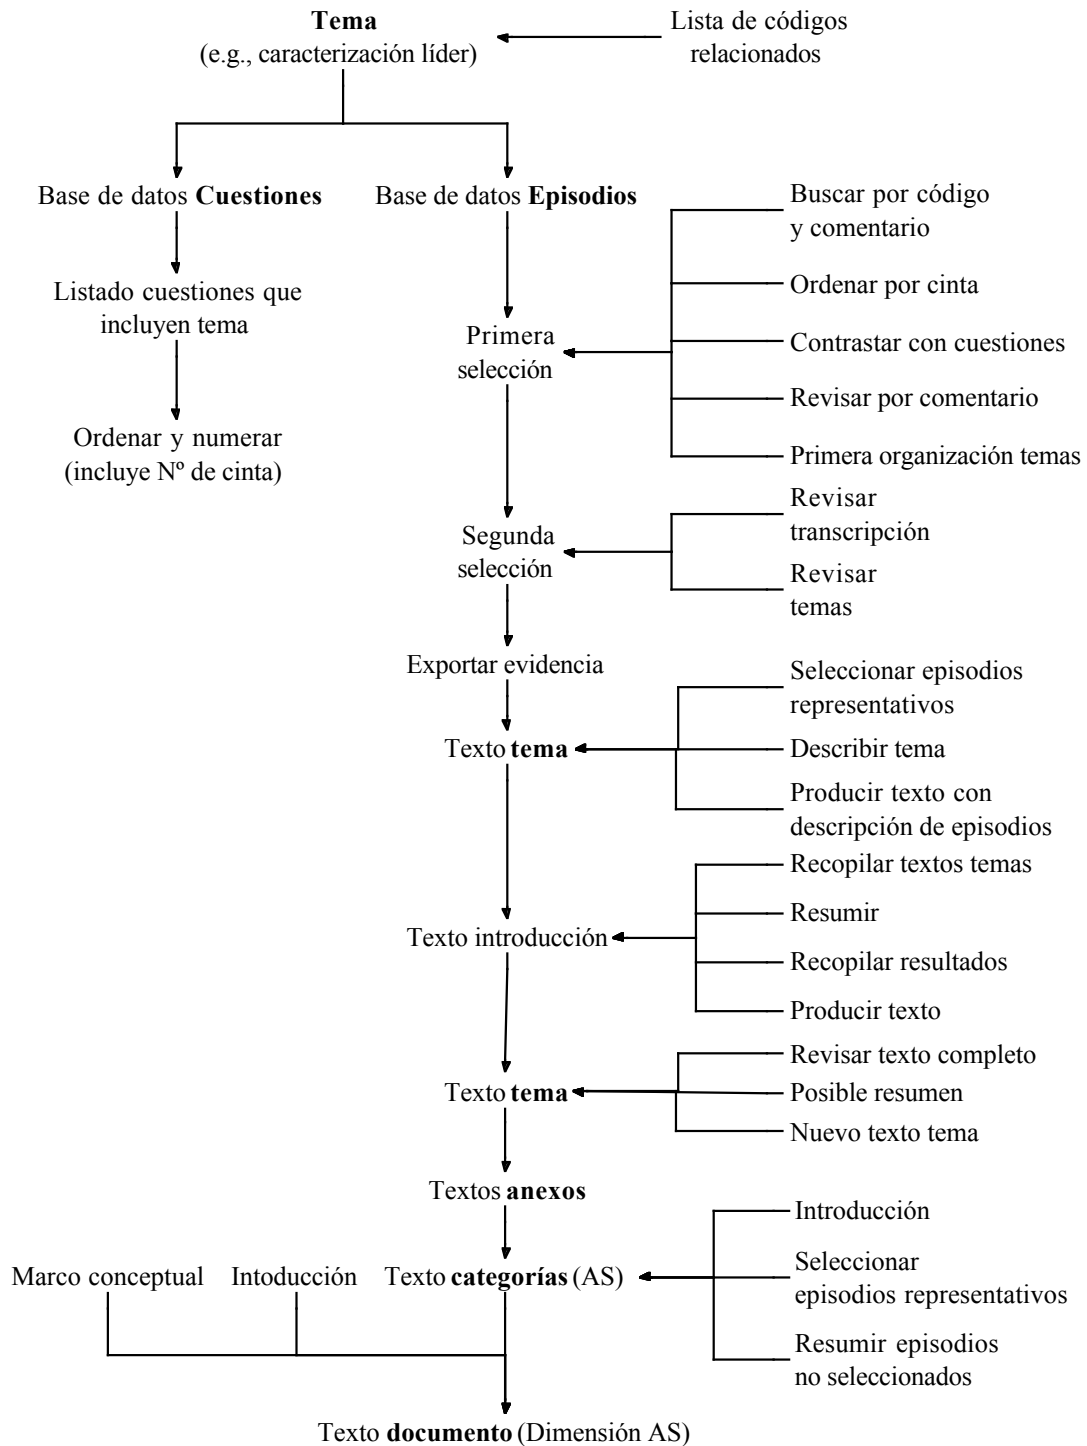 Tema
(e.g., caracterización líder)
Lista de códigos
relacionados
Base de datos Cuestiones
Base de datos Episodios
Listado cuestiones que
incluyen tema
Ordenar y numerar
(incluye Nº de cinta)
Primera
selección
Buscar por código
y comentario
Ordenar por cinta
Contrastar con cuestiones
Revisar por comentario
Primera organización temas
Segunda
selección
Revisar
transcripción
Revisar
temas
Exportar evidencia
Texto tema
Seleccionar episodios
representativos
Describir tema
Producir texto con
descripción de episodios
Texto introducción
Recopilar textos temas
Resumir
Recopilar resultados
Producir texto
Texto tema
Revisar texto completo
Posible resumen
Nuevo texto tema
Textos anexos
Marco conceptual
Intoducción
Texto categorías (AS)
Introducción
Seleccionar
episodios representativos
Resumir episodios
no seleccionados
Texto documento (Dimensión AS)